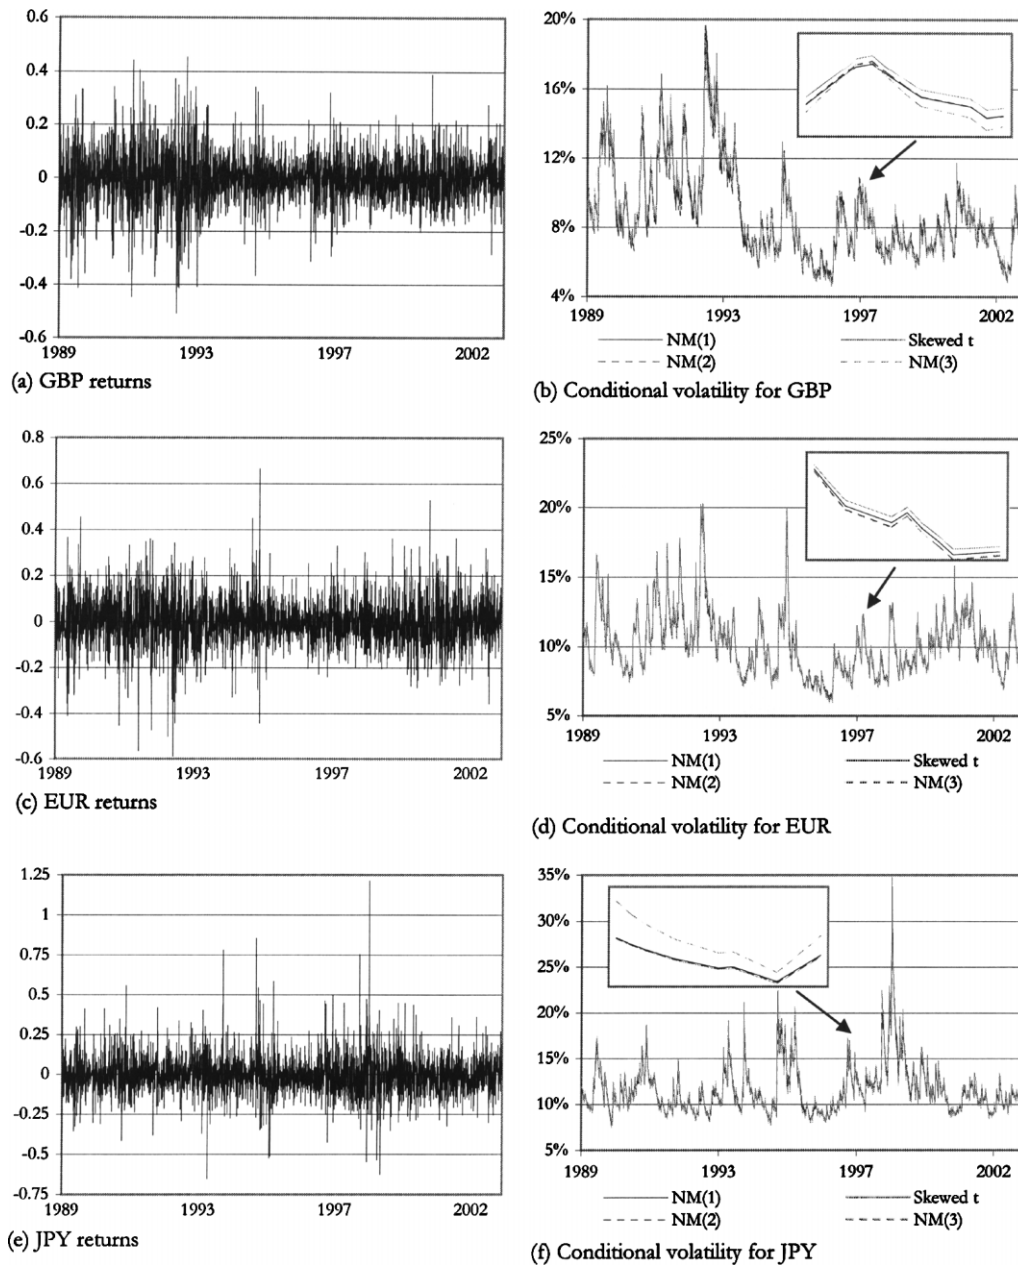 0.6
0.4
0.2
0
-0.2
-0.4
-0.6
1989 1993 1997 2002
(a) GBP returns
20%
16%
12%
8%
4%
1989 1993 1997 2002
NM(1) Skewed t
NM(2) NM(3)
(b) Conditional volatility for GBP
0.8
0.6
0.4
0.2
0
-0.2
-0.4
-0.6
1989 1993 1997 2002
(c) EUR returns
25%
20%
15%
10%
5%
1989 1993 1997 2002
NM(1) Skewed t
NM(2) NM(3)
(d) Conditional volatility for EUR
1.25
1
0.75
0.5
0.25
0
-0.25
-0.5
-0.75
1989 1993 1997 2002
(e) JPY returns
35%
30%
25%
20%
15%
10%
5%
1989 1993 1997 2002
NM(1) Skewed t
NM(2) NM(3)
(f) Conditional volatility for JPY